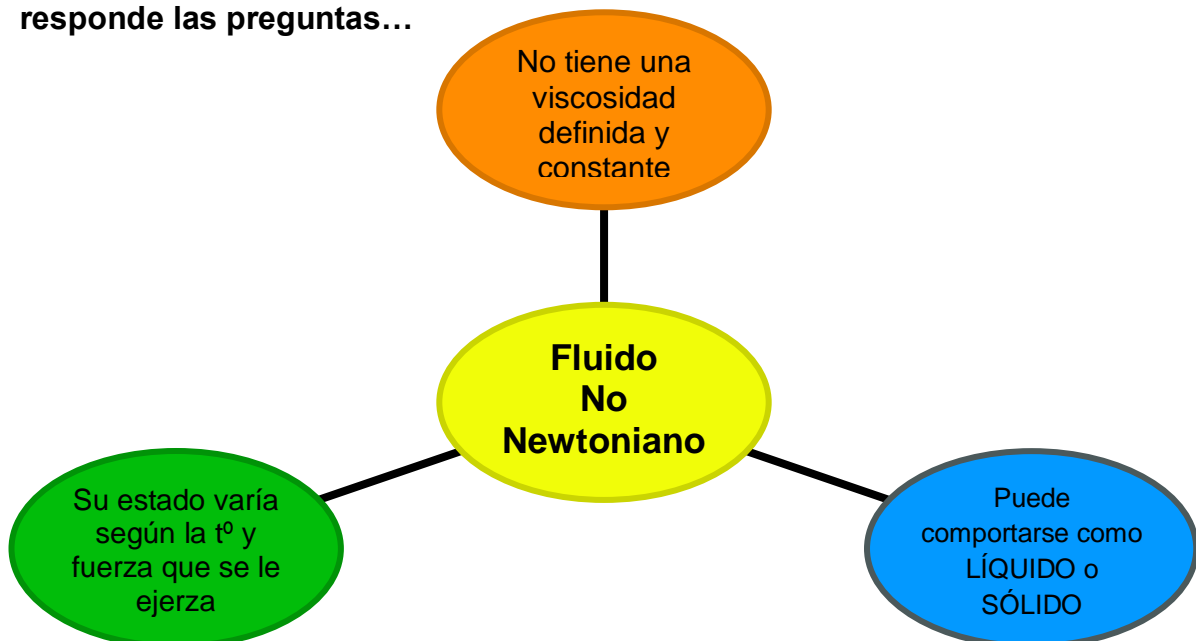 responde las preguntas…
No tiene una
viscosidad
definida y
constante
Fluido
No
Newtoniano
Su estado varía
según la tº y
fuerza que se le
ejerza
Puede
comportarse como
LÍQUIDO o
SÓLIDO